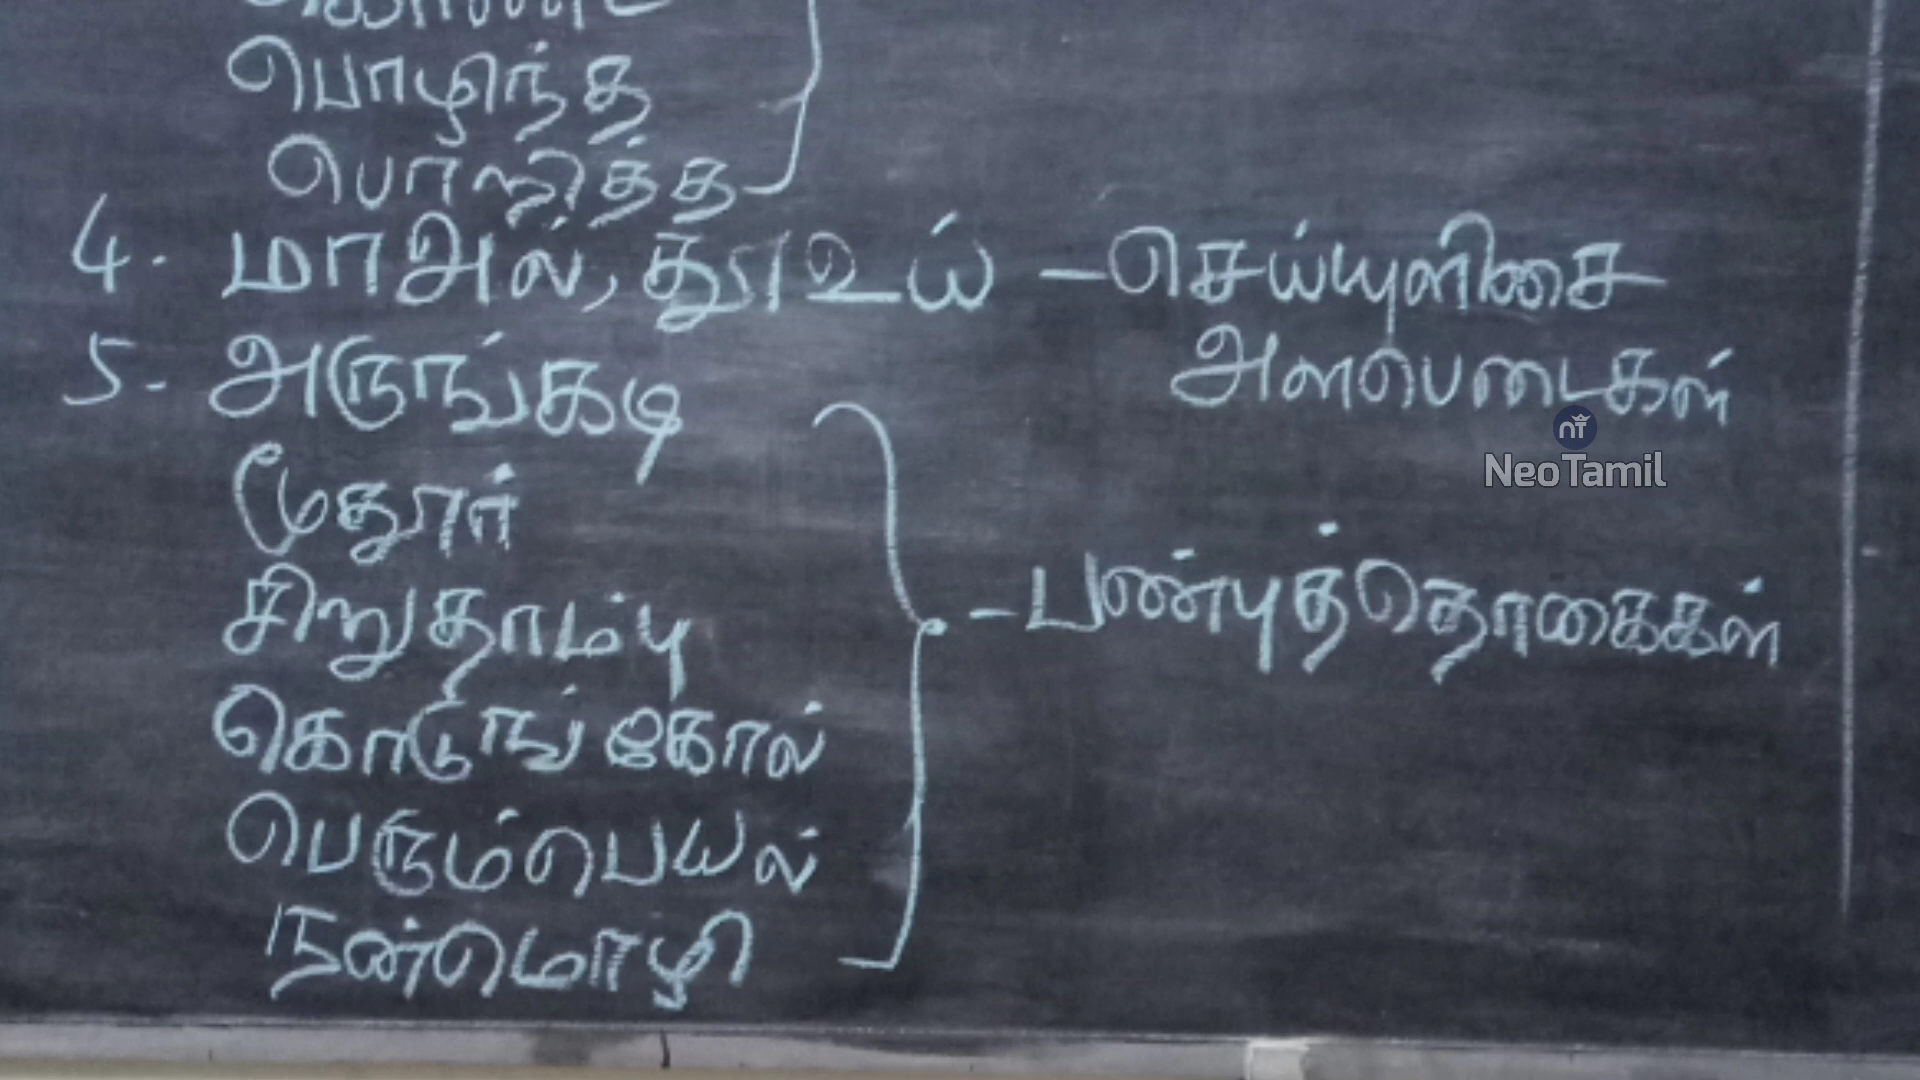 பொழிந்த
பொறித்த
4. மாஅல், தூஉய் – செய்யுளிசை
அளபெடைகள்
5. அருங்கடி
மூதூர்
சிறுதாம்பு
கொடுங்கோல்
பெரும்பெயல்
நன்மொழி
– பண்புத்தொகைகள்
NeoTamil